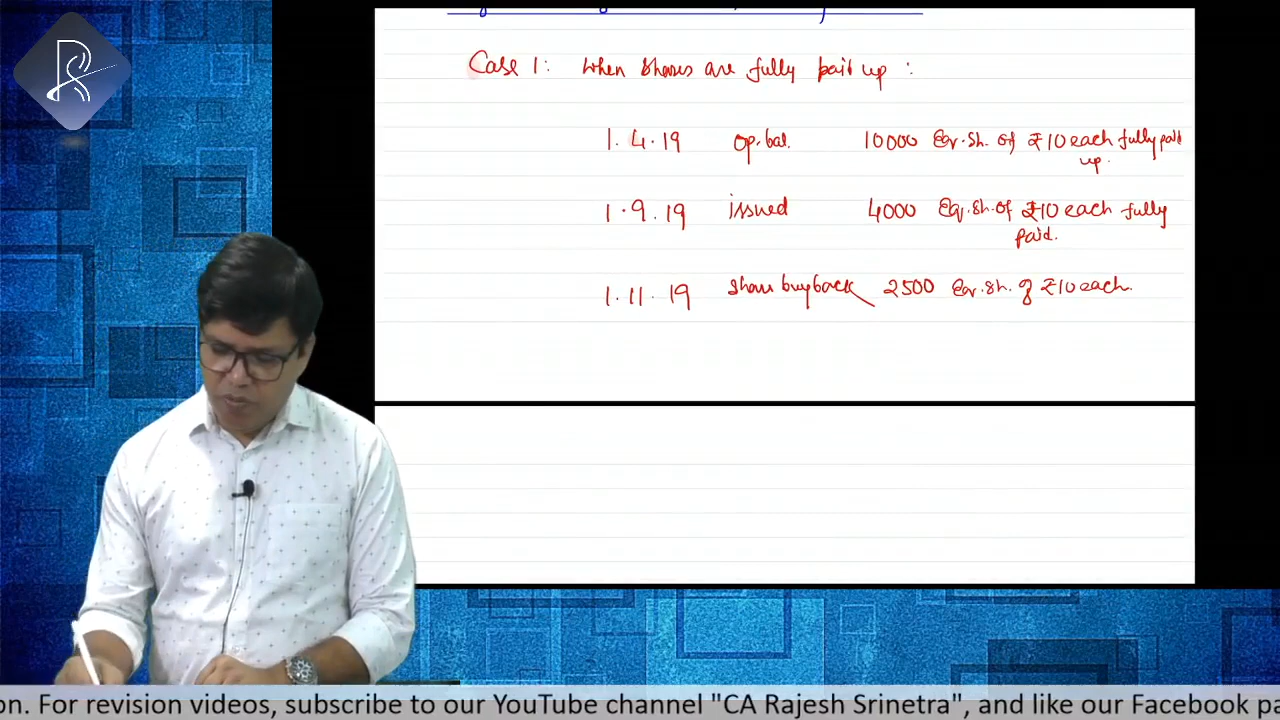 Case 1: When Shares are fully paid up :
1.4.19 op.bal. 10000 Eq.Sh. of ₹10 each fully paid
up.
1.9.19 issued 4000 Eq.Sh.of ₹10 each fully
paid.
1.11.19 Share buyback 2500 Eq.Sh. of ₹10 each.
on. For revision videos, subscribe to our YouTube channel "CA Rajesh Srinetra", and like our Facebook pa